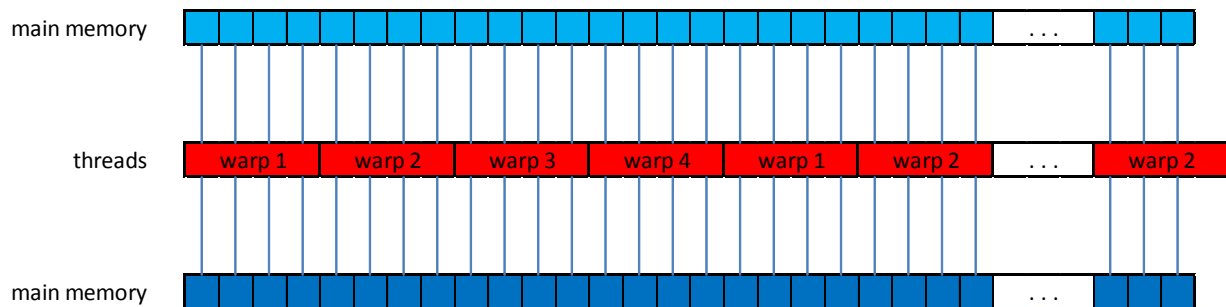 main memory . . .
threads warp 1 warp 2 warp 3 warp 4 warp 1 warp 2 . . . warp 2
main memory . . .